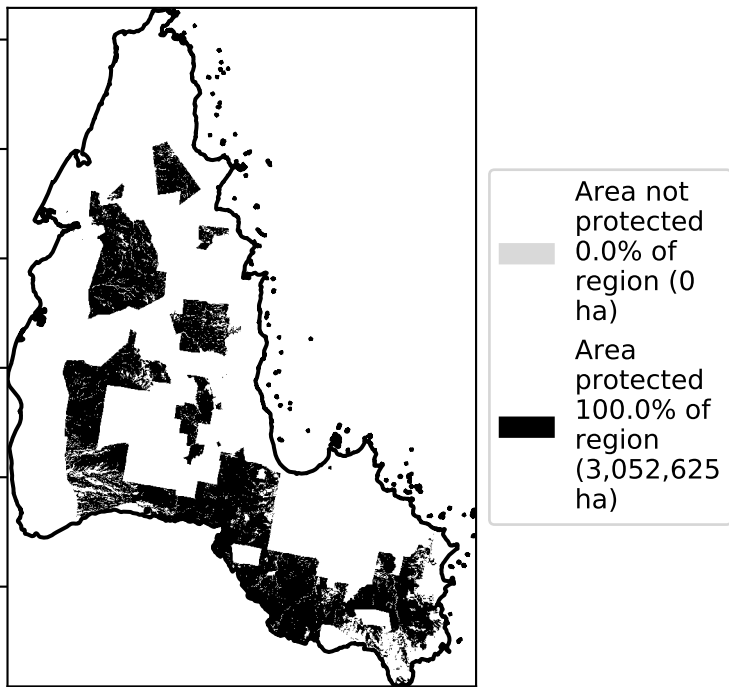 Area not
protected
0.0% of
region (0
ha)
Area
protected
100.0% of
region
(3,052,625
ha)